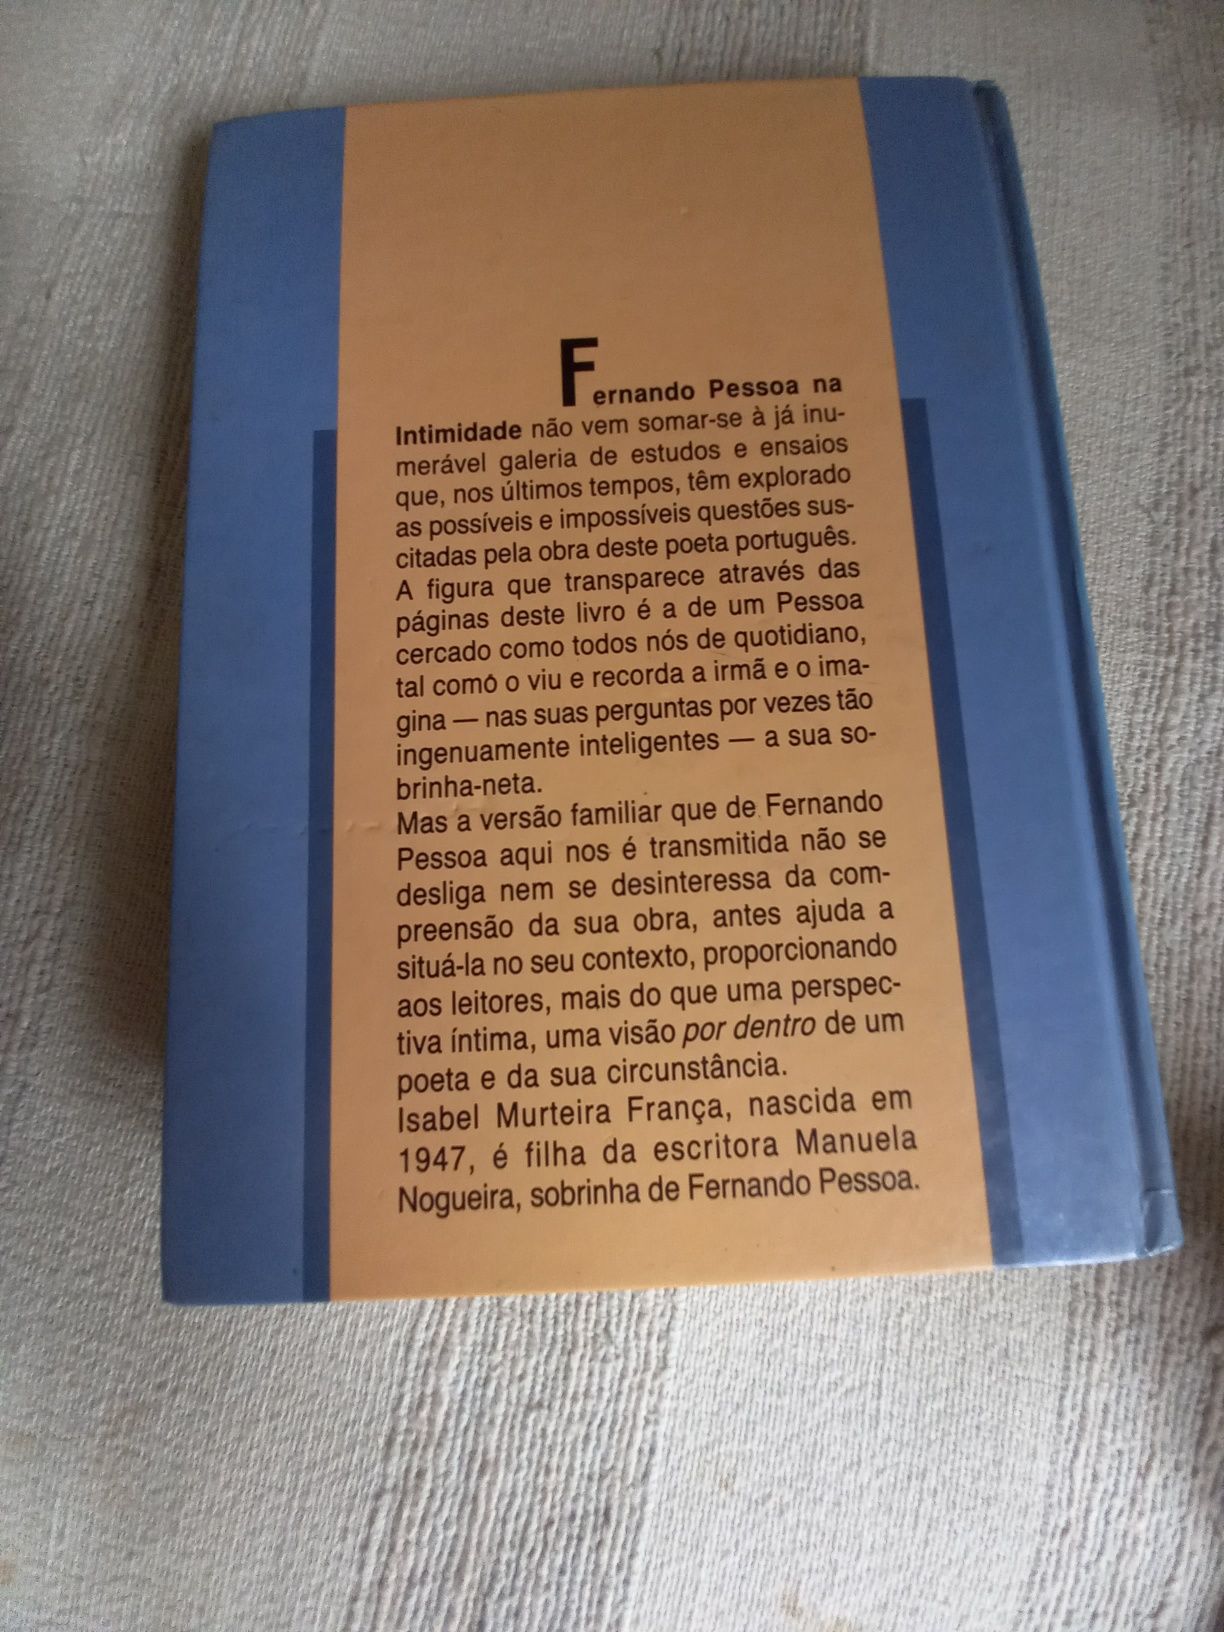 Fernando Pessoa na
Intimidade não vem somar-se à já inu-
merável galeria de estudos e ensaios
que, nos últimos tempos, têm explorado
as possíveis e impossíveis questões sus-
citadas pela obra deste poeta português.
A figura que transparece através das
páginas deste livro é a de um Pessoa
cercado como todos nós de quotidiano,
tal como o viu e recorda a irmã e o ima-
gina — nas suas perguntas por vezes tão
ingenuamente inteligentes — a sua so-
brinha-neta.
Mas a versão familiar que de Fernando
Pessoa aqui nos é transmitida não se
desliga nem se desinteressa da com-
preensão da sua obra, antes ajuda a
situá-la no seu contexto, proporcionando
aos leitores, mais do que uma perspec-
tiva íntima, uma visão por dentro de um
poeta e da sua circunstância.
Isabel Murteira França, nascida em
1947, é filha da escritora Manuela
Nogueira, sobrinha de Fernando Pessoa.